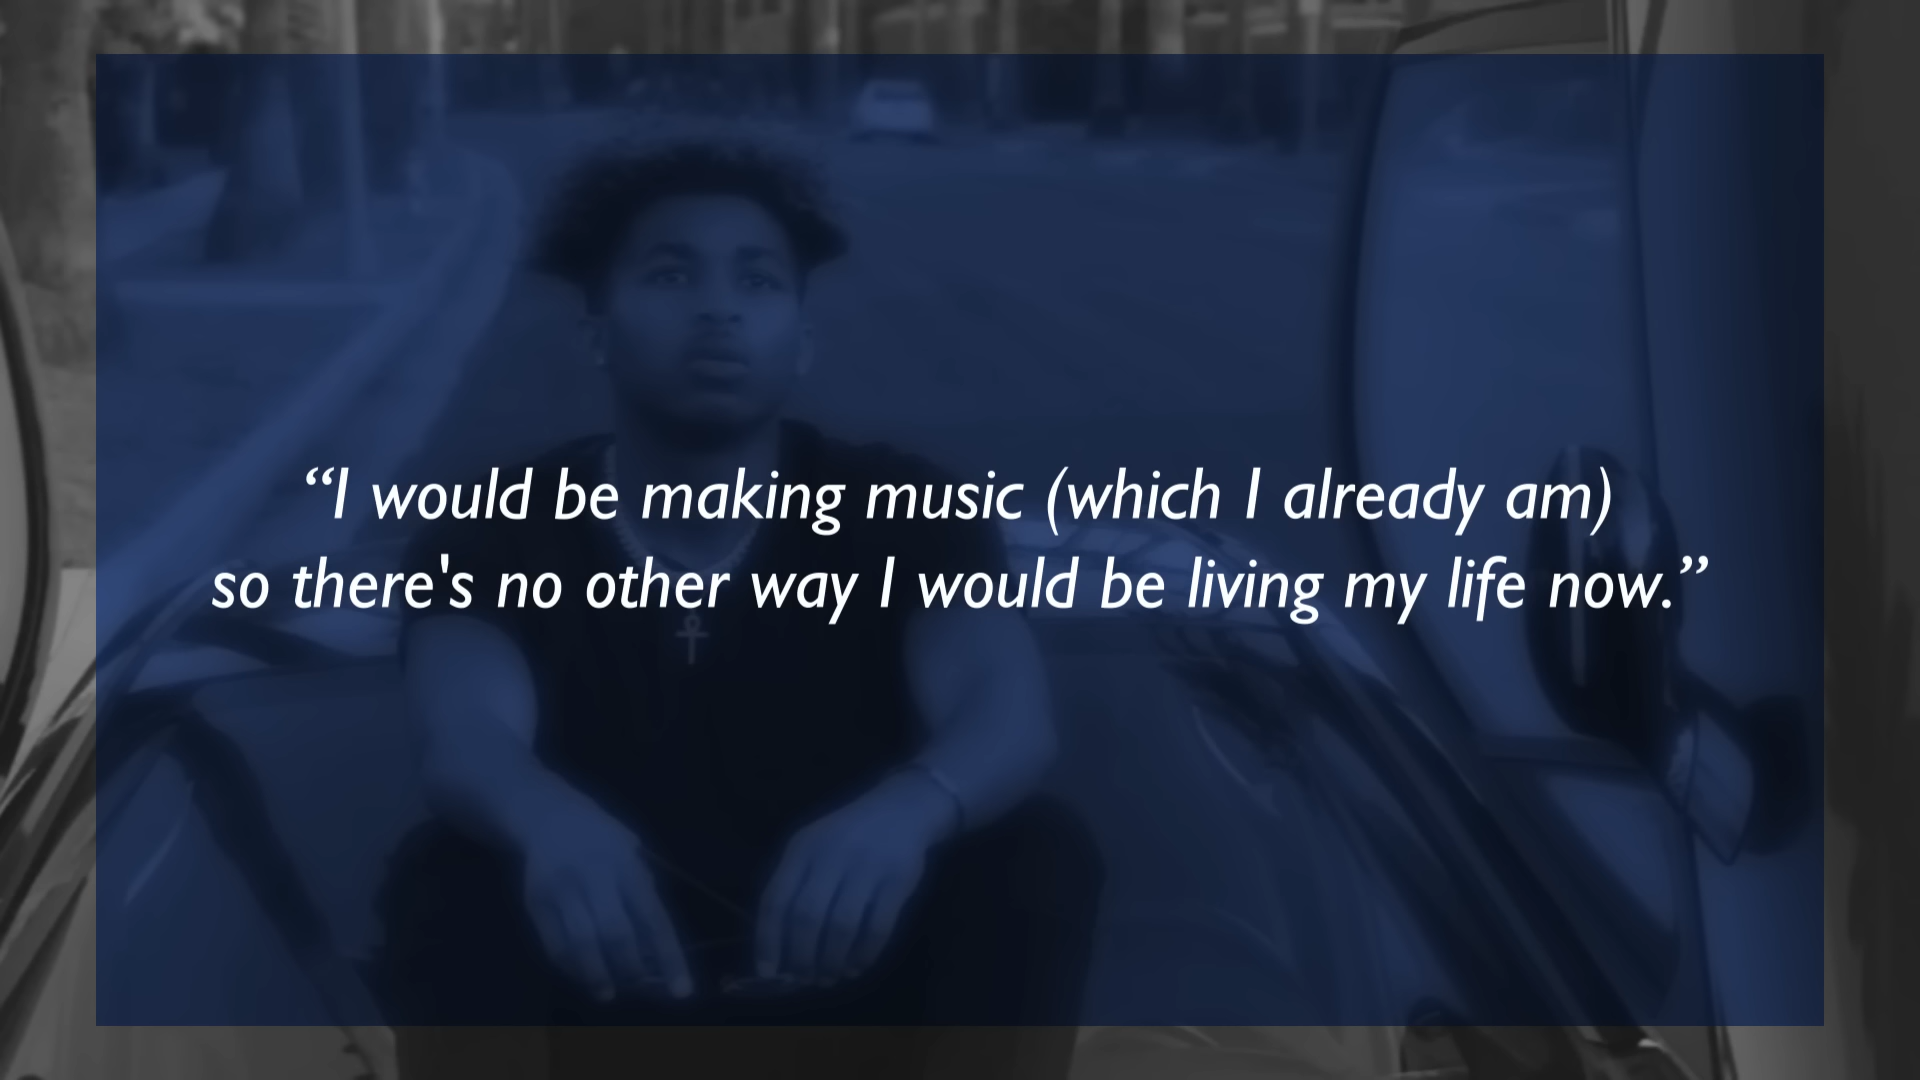 “I would be making music (which I already am)
so there's no other way I would be living my life now.”